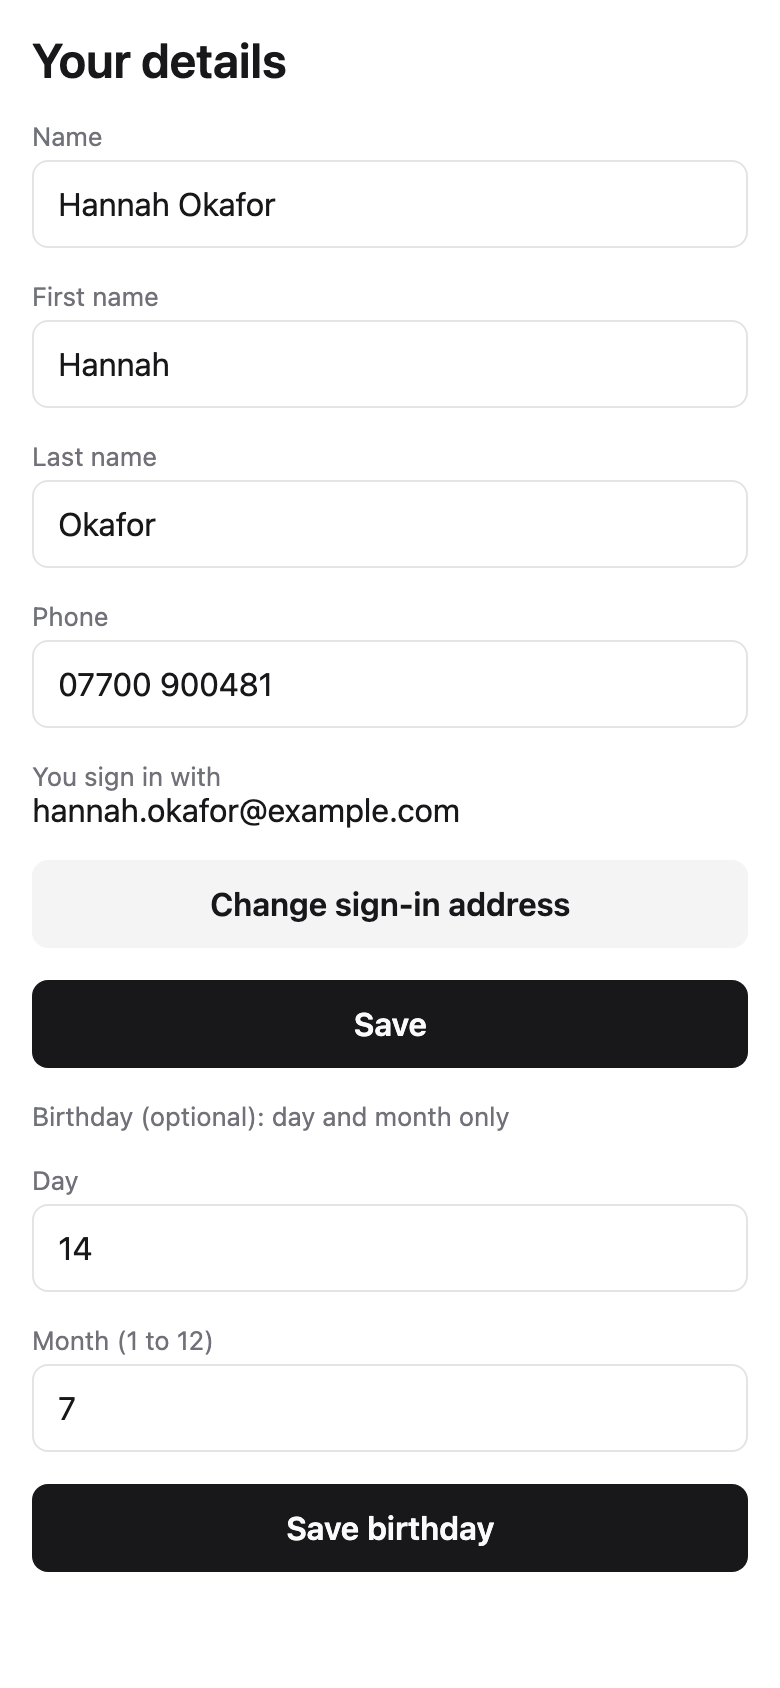 Your details
Name
Hannah Okafor
First name
Hannah
Last name
Okafor
Phone
07700 900481
You sign in with
hannah.okafor@example.com
Change sign-in address
Save
Birthday (optional): day and month only
Day
14
Month (1 to 12)
7
Save birthday